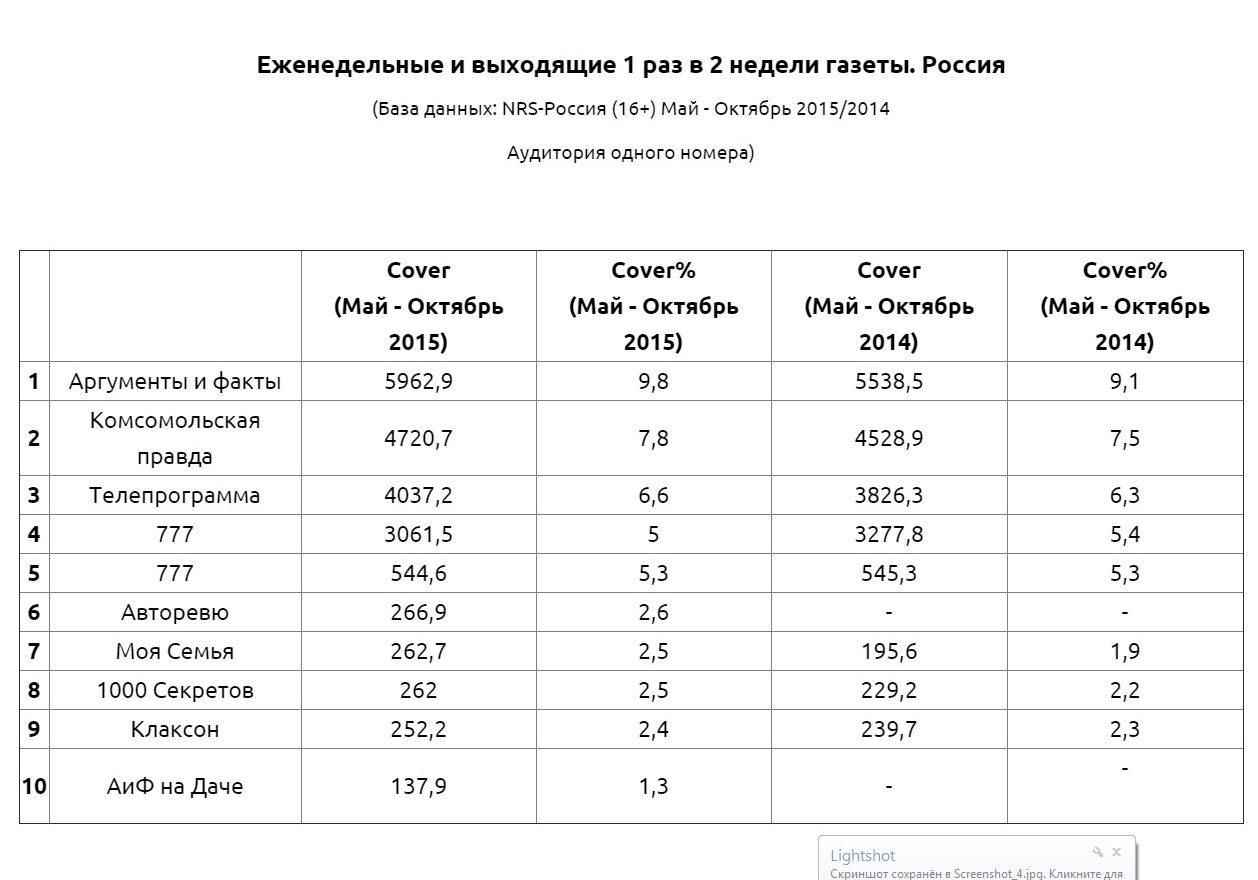 Еженедельные и выходящие 1 раз в 2 недели газеты. Россия
(База данных: NRS-Россия (16+) Май - Октябрь 2015/2014
Аудитория одного номера)
Cover Cover% Cover Cover%
(Май - Октябрь (Май - Октябрь (Май - Октябрь (Май - Октябрь
2015) 2015) 2014) 2014)
1 Аргументы и факты 5962,9 9,8 5538,5 9,1
2 Комсомольская правда 4720,7 7,8 4528,9 7,5
3 Телепрограмма 4037,2 6,6 3826,3 6,3
4 777 3061,5 5 3277,8 5,4
5 777 544,6 5,3 545,3 5,3
6 Авторевю 266,9 2,6 - -
7 Моя Семья 262,7 2,5 195,6 1,9
8 1000 Секретов 262 2,5 229,2 2,2
9 Клаксон 252,2 2,4 239,7 2,3
10 АиФ на Даче 137,9 1,3 - -
Lightshot
Скриншот сохранён в Screenshot_4.jpg. Кликните для